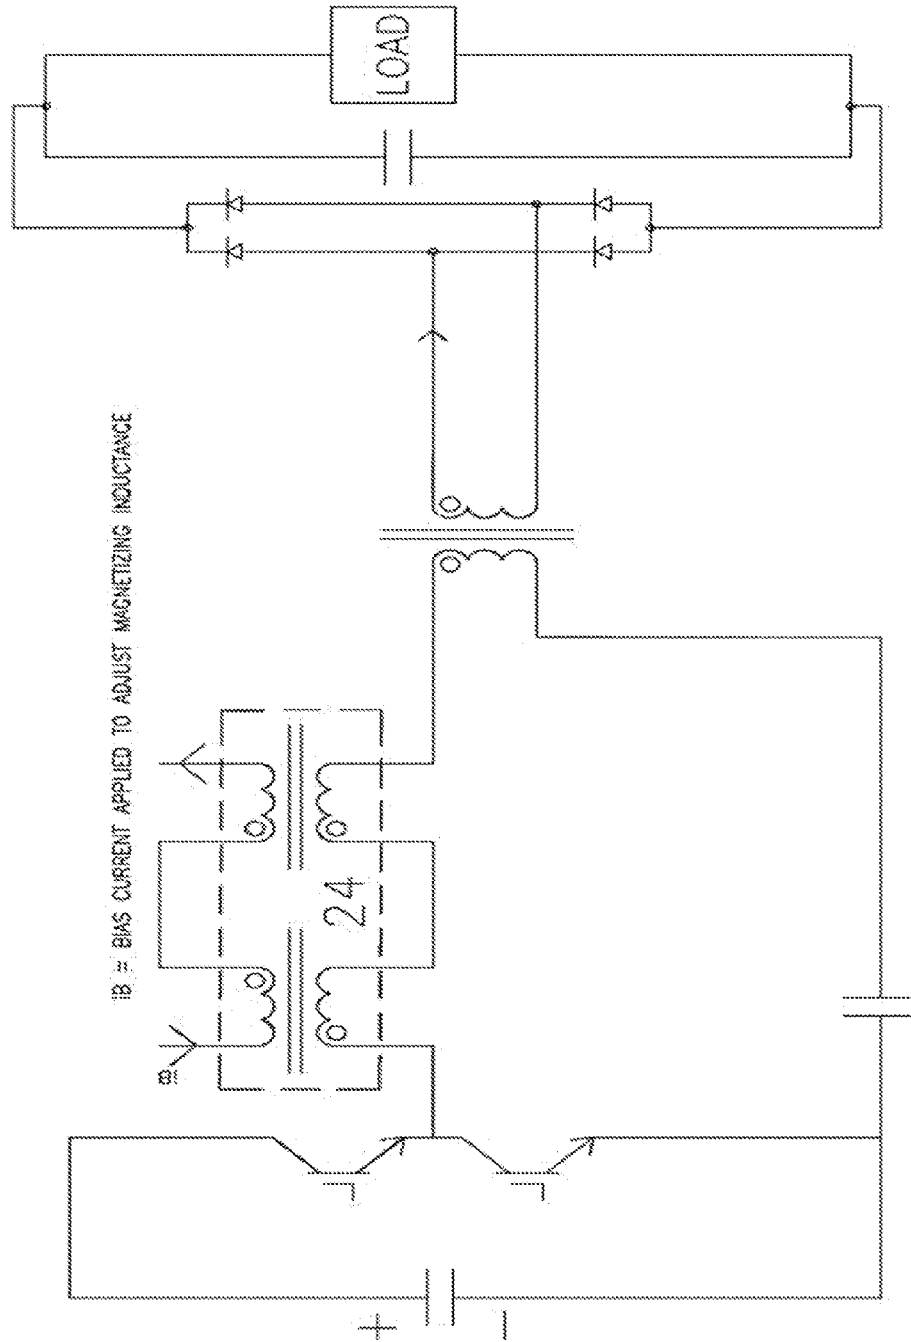 LOAD
IB = BIAS CURRENT APPLIED TO ADJUST MAGNETIZING INDUCTANCE
24
IB
+
-